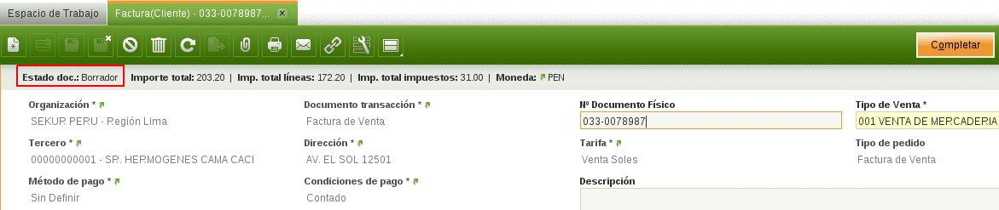 Espacio de Trabajo Factura(Cliente) - 033-0078987...
Completar
Estado doc.: Borrador Importe total: 203.20 | Imp. total líneas: 172.20 | Imp. total impuestos: 31.00 | Moneda: PEN
Organización * Documento transacción * Nº Documento Físico Tipo de Venta *
SEKUR PERU - Región Lima Factura de Venta 033-0078987 001 VENTA DE MERCADERIA
Tercero * Dirección * Tarifa * Tipo de pedido
00000000001 - SR. HERMOGENES CAMA CACI AV. EL SOL 12501 Venta Soles Factura de Venta
Método de pago * Condiciones de pago * Descripción
Sin Definir Contado